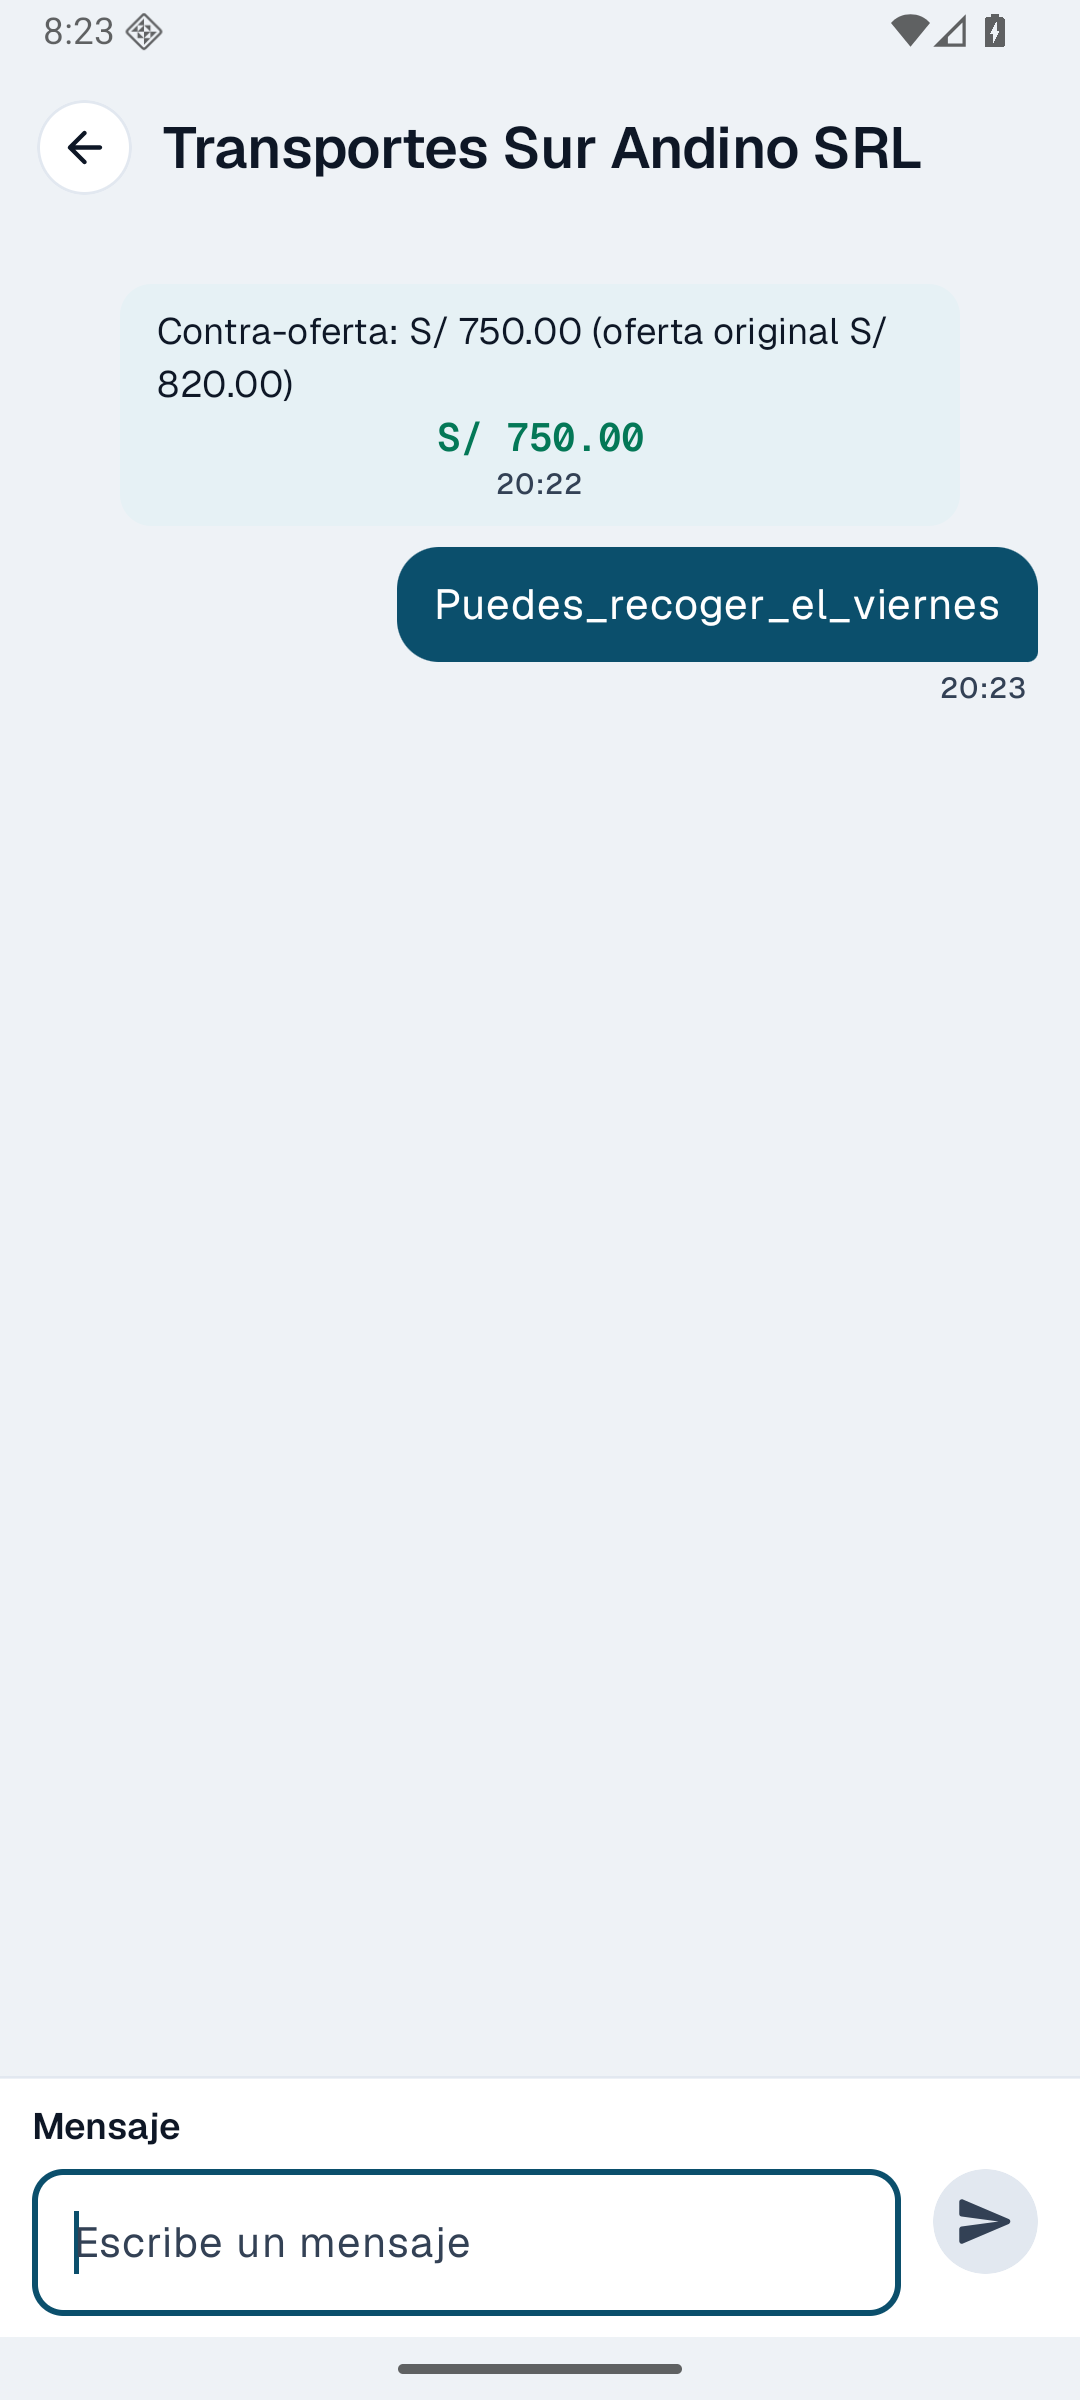 8:23
Transportes Sur Andino SRL
Contra-oferta: S/ 750.00 (oferta original S/
820.00)
S/ 750.00
20:22
Puedes_recoger_el_viernes
20:23
Mensaje
Escribe un mensaje